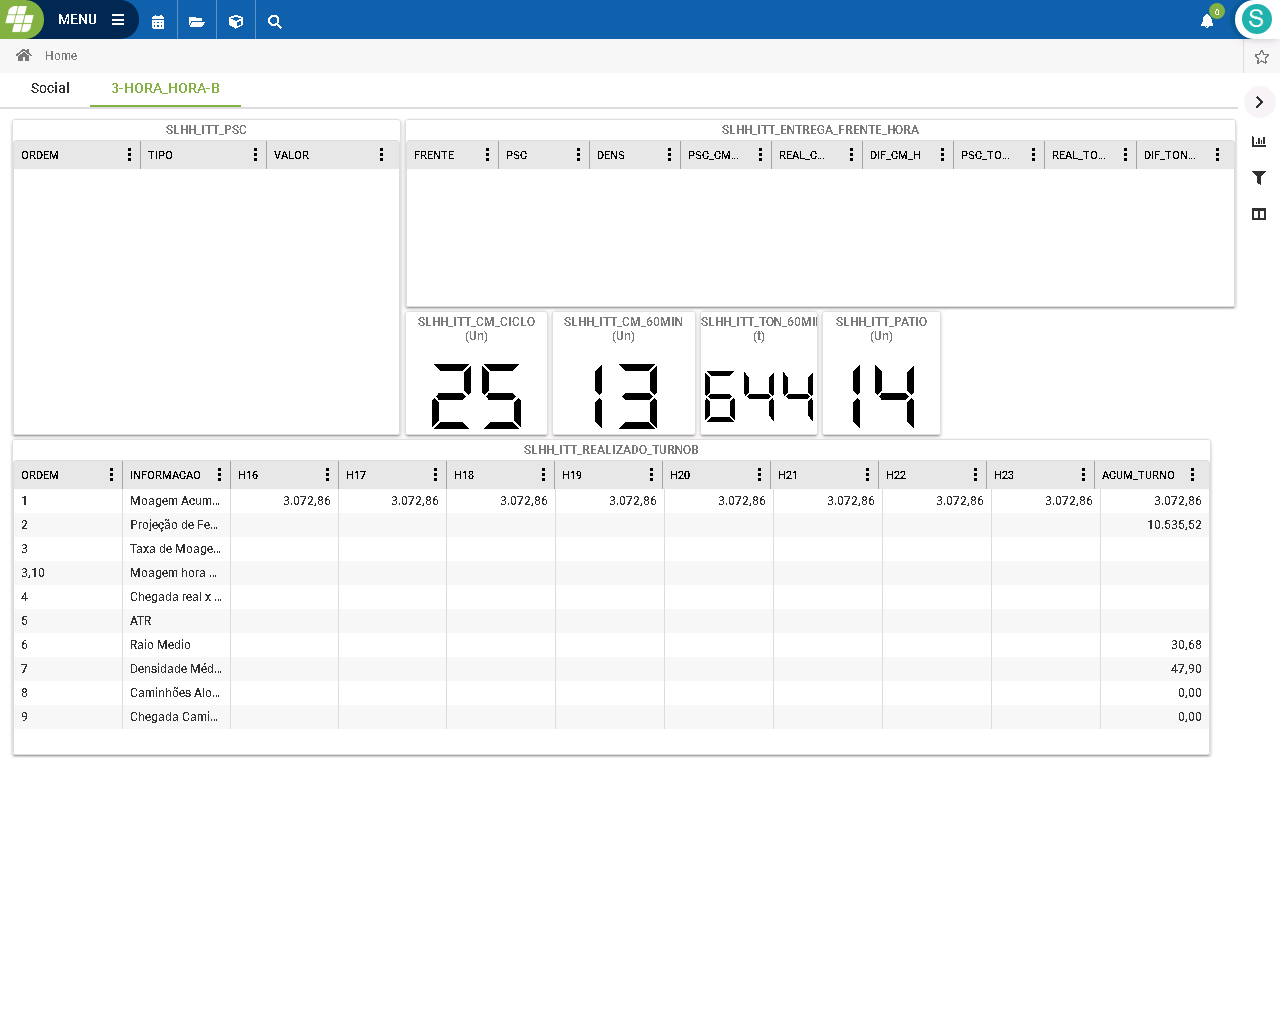 MENU
0
S
Home
Social 3-HORA_HORA-B
SLHH_ITT_PSC
ORDEM TIPO VALOR
SLHH_ITT_ENTREGA_FRENTE_HORA
FRENTE PSC DENS PSC_CM... REAL_C... DIF_CM_H PSC_TO... REAL_TO... DIF_TON...
SLHH_ITT_CM_CICLO
(Un)
25
SLHH_ITT_CM_60MIN
(Un)
13
SLHH_ITT_TON_60MI
(t)
644
SLHH_ITT_PATIO
(Un)
14
SLHH_ITT_REALIZADO_TURNOB
ORDEM INFORMACAO H16 H17 H18 H19 H20 H21 H22 H23 ACUM_TURNO
1 Moagem Acum... 3.072,86 3.072,86 3.072,86 3.072,86 3.072,86 3.072,86 3.072,86 3.072,86 3.072,86
2 Projeção de Fe... 10.535,52
3 Taxa de Moage...
3,10 Moagem hora ...
4 Chegada real x ...
5 ATR
6 Raio Medio 30,68
7 Densidade Méd... 47,90
8 Caminhões Alo... 0,00
9 Chegada Cami... 0,00